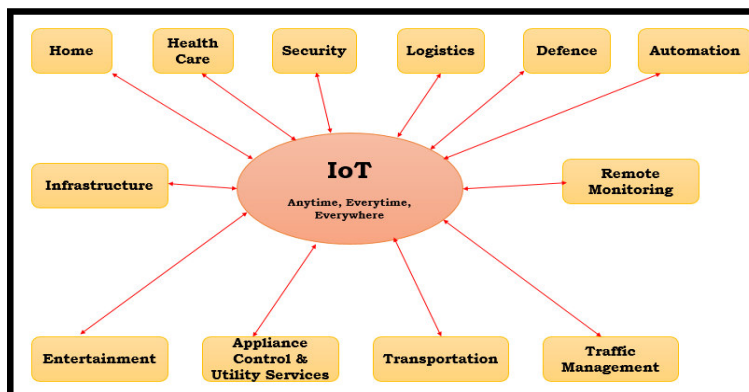 Home
Health
Care
Security
Logistics
Defence
Automation
IoT
Anytime, Everytime,
Everywhere
Infrastructure
Remote
Monitoring
Entertainment
Appliance
Control &
Utility Services
Transportation
Traffic
Management